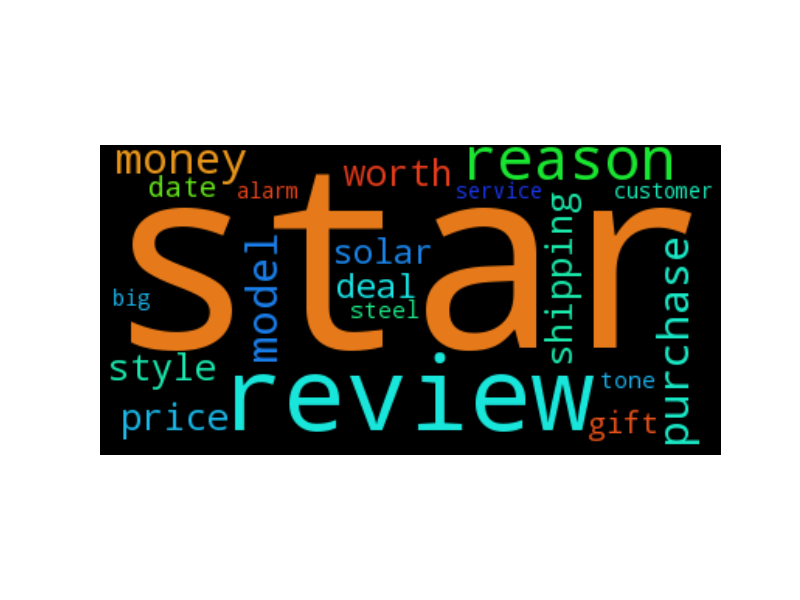 money
reason
worth
date
alarm
service
customer
star
shipping
model
solar
purchase
deal
big
steel
style
review
tone
price
gift